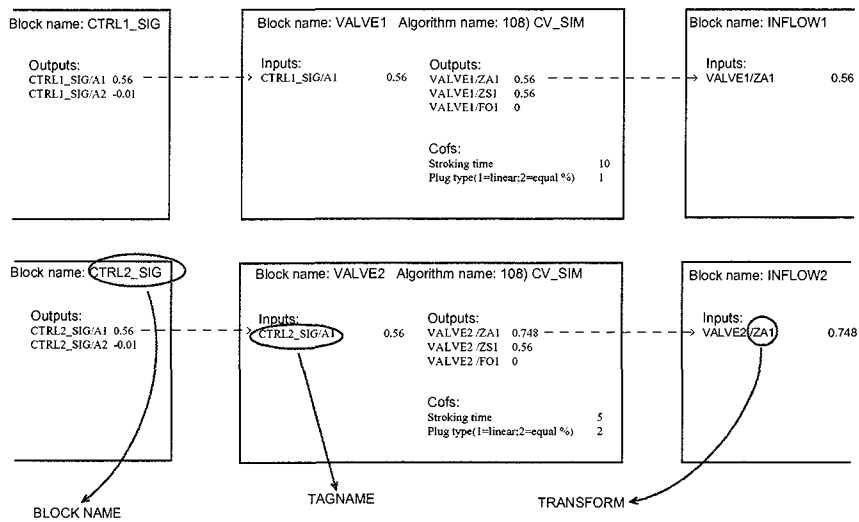 Block name: CTRL1_SIG
Outputs:
CTRL1_SIG/A1 0.56
CTRL1_SIG/A2 -0.01
Block name: VALVE1 Algorithm name: 108) CV_SIM
Inputs:
CTRL1_SIG/A1 0.56
Outputs:
VALVE1/ZA1 0.56
VALVE1/ZS1 0.56
VALVE1/FO1 0
Cofs:
Stroking time 10
Plug type(1=linear;2=equal %) 1
Block name: INFLOW1
Inputs:
VALVE1/ZA1 0.56
Block name: CTRL2_SIG
Outputs:
CTRL2_SIG/A1 0.56
CTRL2_SIG/A2 -0.01
Block name: VALVE2 Algorithm name: 108) CV_SIM
Inputs:
CTRL2_SIG/A1 0.56
Outputs:
VALVE2 /ZA1 0.748
VALVE2 /ZS1 0.56
VALVE2 /FO1 0
Cofs:
Stroking time 5
Plug type(1=linear;2=equal %) 2
Block name: INFLOW2
Inputs:
VALVE2/ZA1 0.748
BLOCK NAME
TAGNAME
TRANSFORM